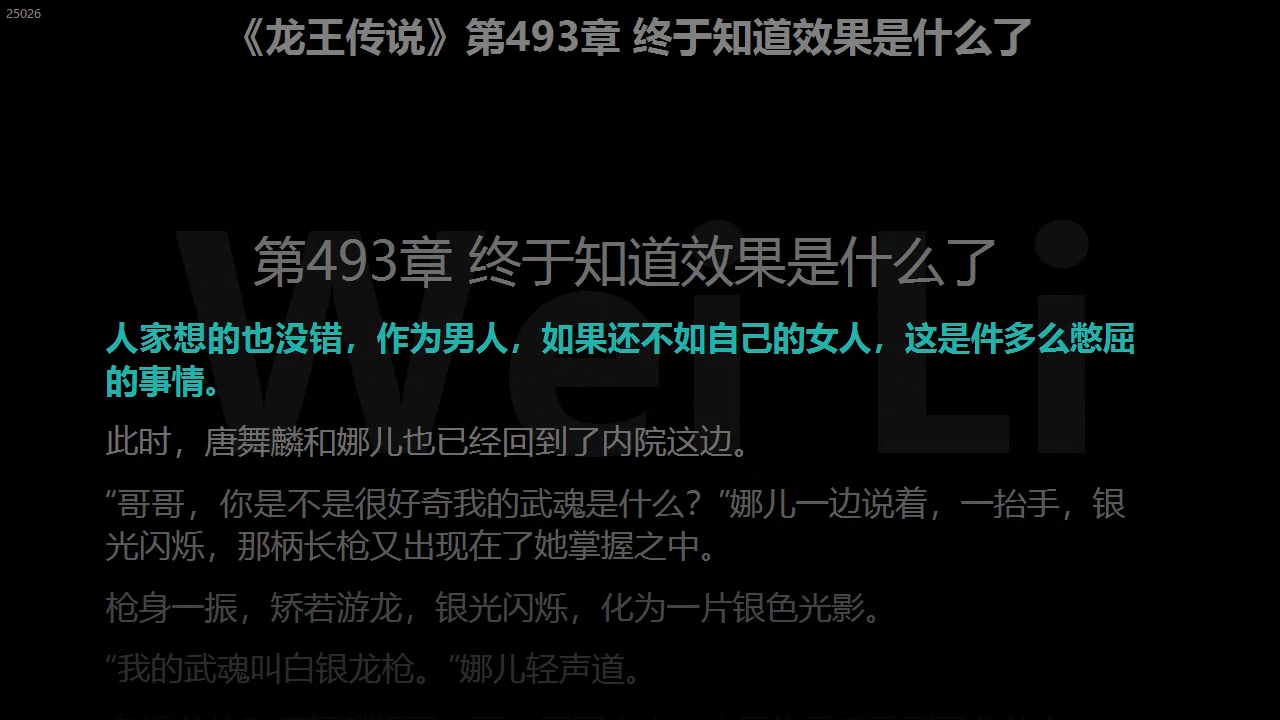 25026
《龙王传说》第493章 终于知道效果是什么了
Wei Li
第493章 终于知道效果是什么了
人家想的也没错，作为男人，如果还不如自己的女人，这是件多么憋屈
的事情。
此时，唐舞麟和娜儿也已经回到了内院这边。
“哥哥，你是不是很好奇我的武魂是什么？”娜儿一边说着，一抬手，银
光闪烁，那柄长枪又出现在了她掌握之中。
枪身一振，矫若游龙，银光闪烁，化为一片银色光影。
“我的武魂叫白银龙枪。”娜儿轻声道。